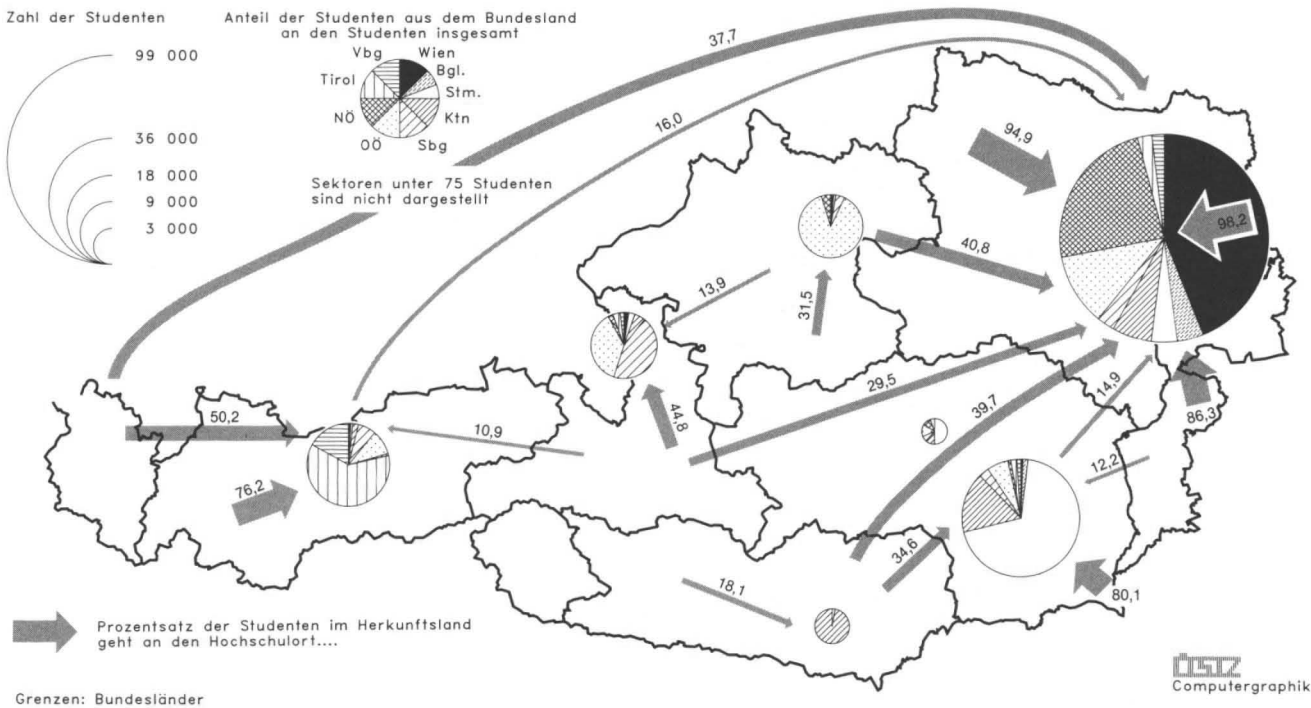 Zahl der Studenten
99 000
36 000
18 000
9 000
3 000
Anteil der Studenten aus dem Bundesland
an den Studenten insgesamt
Vbg
Wien
Tirol
Bgl.
Stm.
NÖ
Ktn
OÖ
Sbg
Sektoren unter 75 Studenten
sind nicht dargestellt
37,7
16,0
94,9
98,2
40,8
13,9
31,5
29,5
39,7
14,9
86,3
50,2
10,9
44,8
12,2
76,2
34,6
18,1
80,1
Prozentsatz der Studenten im Herkunftsland
geht an den Hochschulort....
ÖSTZ
Computergraphik
Grenzen: Bundesländer